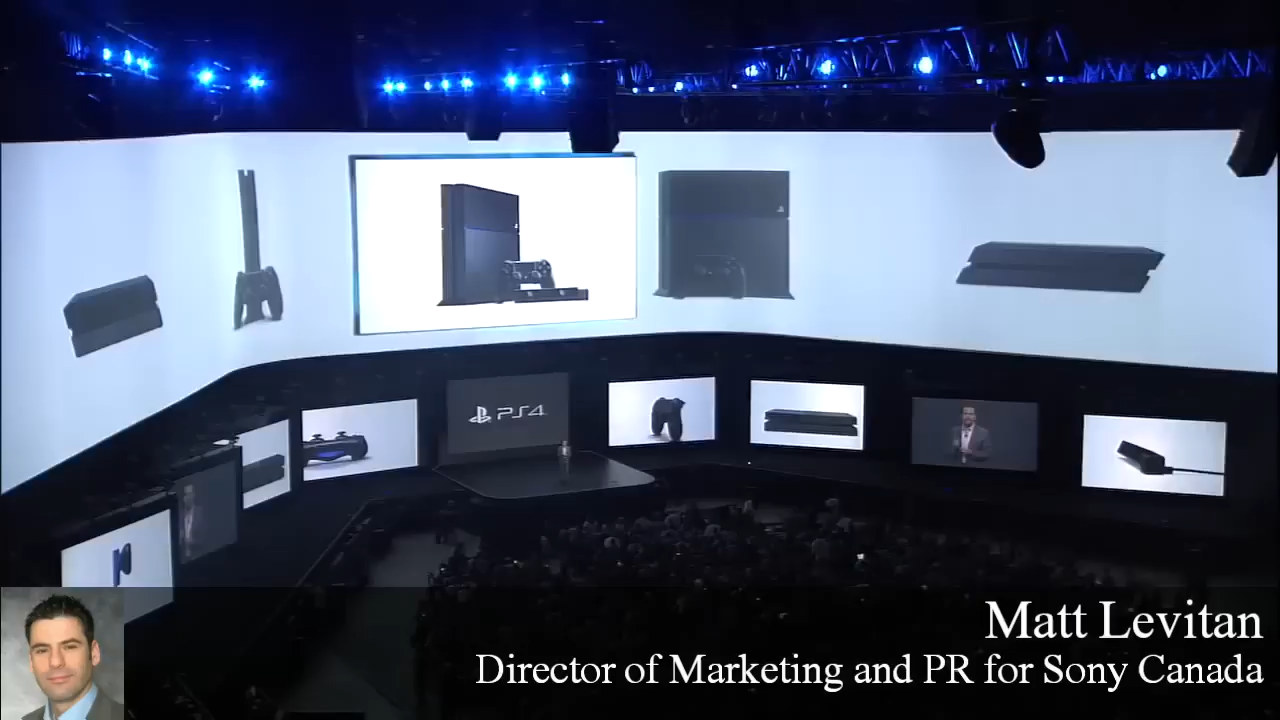 PS4
Matt Levitan
Director of Marketing and PR for Sony Canada